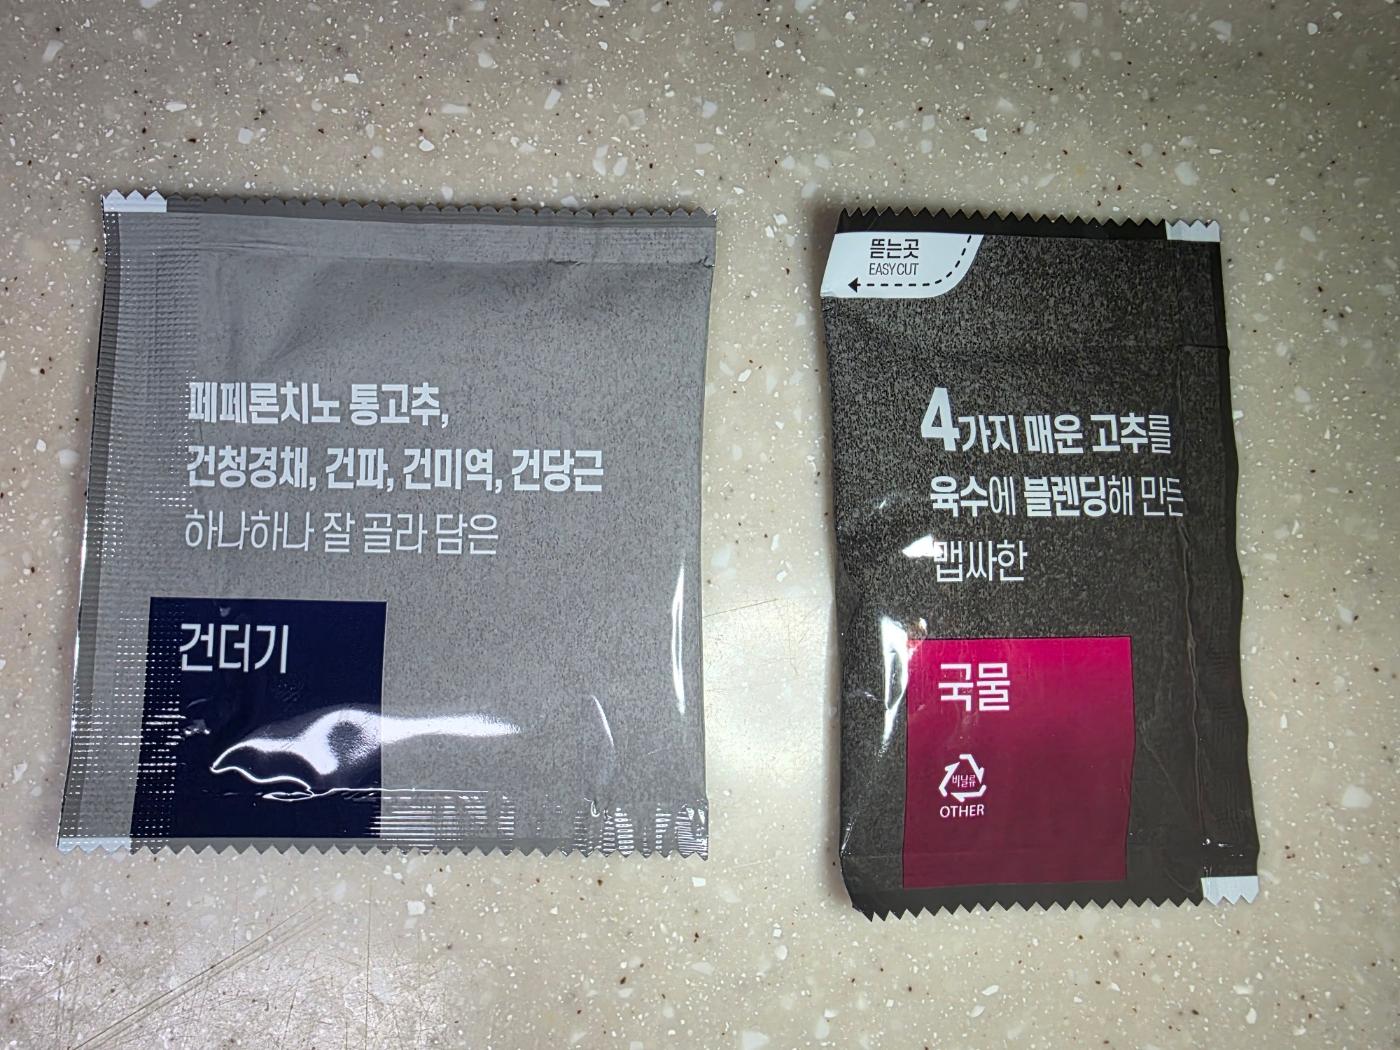 페페론치노 통고추,
건청경채, 건파, 건미역, 건당근
하나하나 잘 골라 담은
건더기
뜯는곳
EASY CUT
4가지 매운 고추를
육수에 블렌딩해 만든
맵싸한
국물
비닐류
OTHER